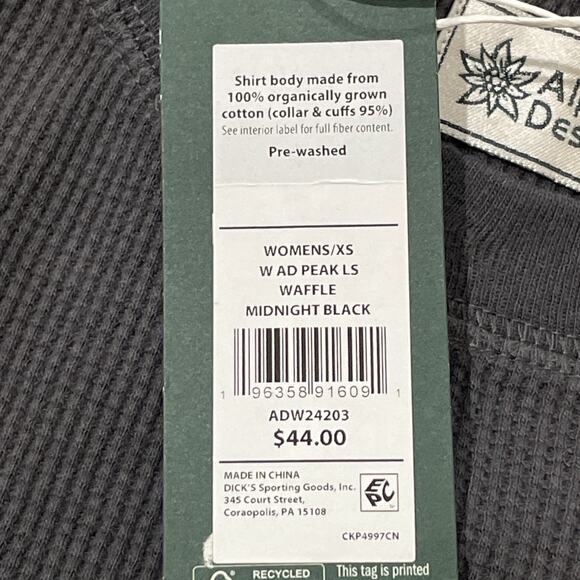 Shirt body made from
100% organically grown
cotton (collar & cuffs 95%)
See interior label for full fiber content.
Pre-washed
WOMENS/XS
W AD PEAK LS
WAFFLE
MIDNIGHT BLACK
1 96358 91609 1
ADW24203
$44.00
MADE IN CHINA
DICK'S Sporting Goods, Inc.
345 Court Street,
Coraopolis, PA 15108
EPC
CKP4997CN
RECYCLED
This tag is printed